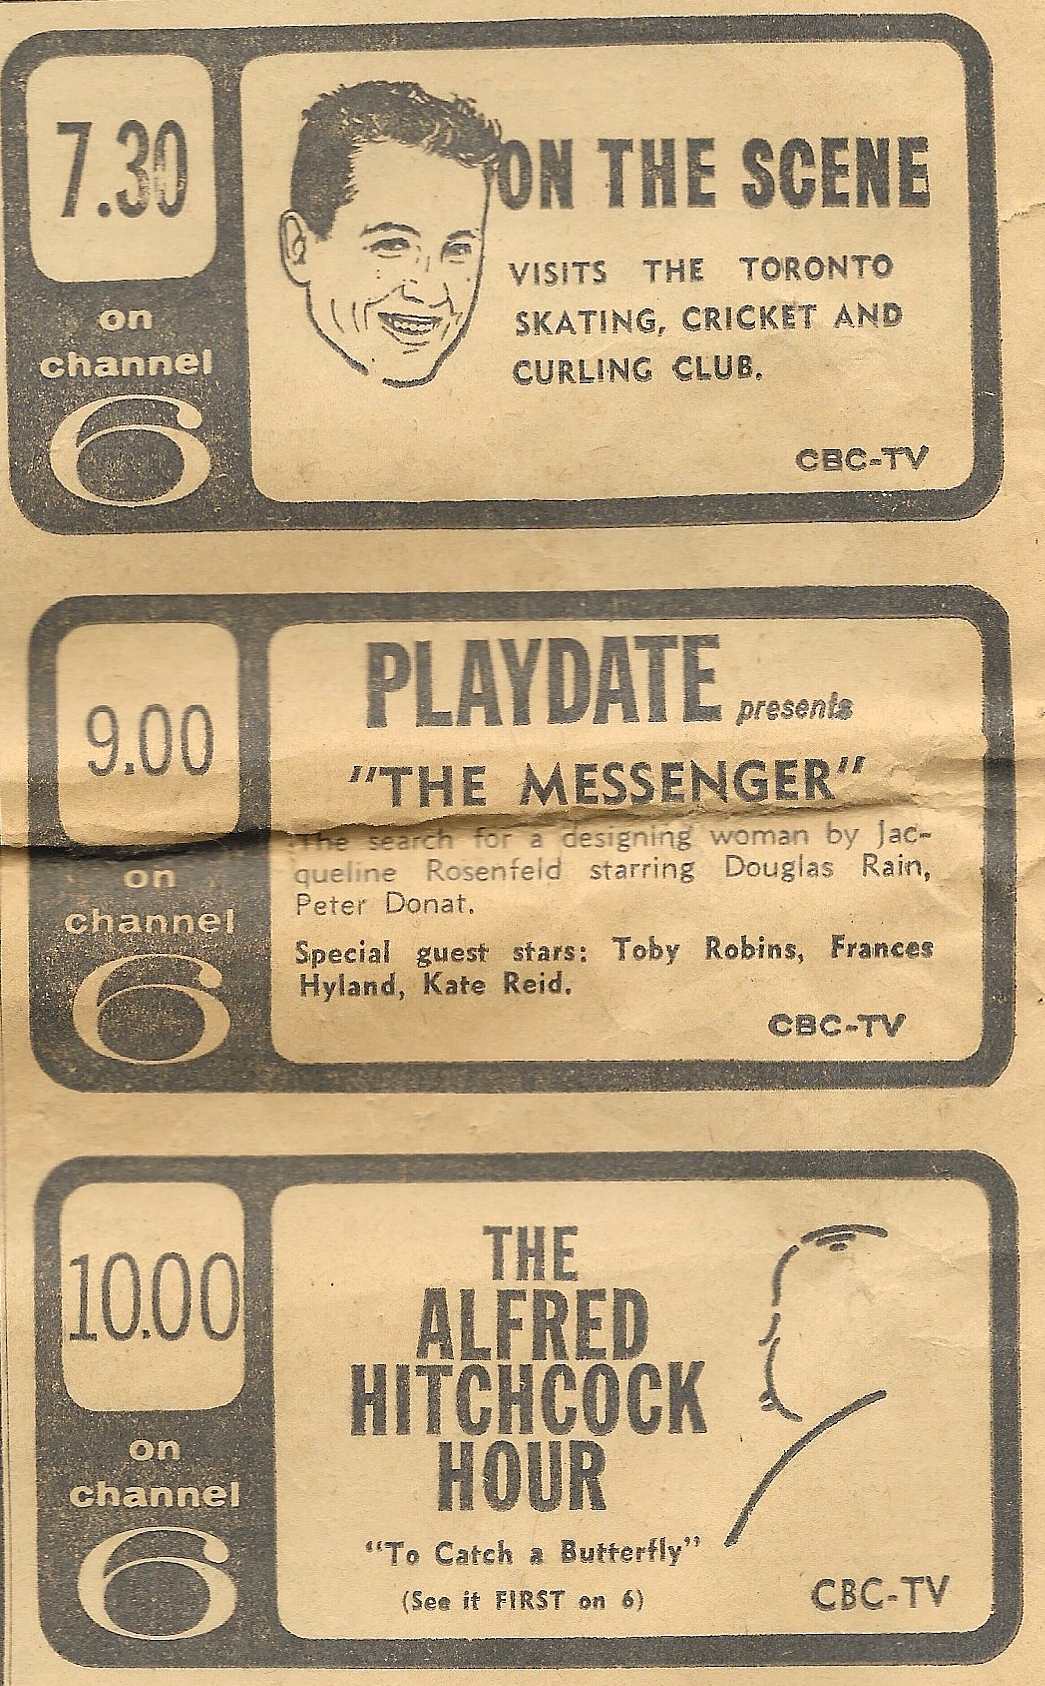 7.30
on
channel
6
ON THE SCENE
VISITS THE TORONTO
SKATING, CRICKET AND
CURLING CLUB.
CBC-TV
9.00
on
channel
6
PLAYDATE presents
"THE MESSENGER"
The search for a designing woman by Jac-
queline Rosenfeld starring Douglas Rain,
Peter Donat.
Special guest stars: Toby Robins, Frances
Hyland, Kate Reid.
CBC-TV
10.00
on
channel
6
THE
ALFRED
HITCHCOCK
HOUR
"To Catch a Butterfly"
(See it FIRST on 6)
CBC-TV